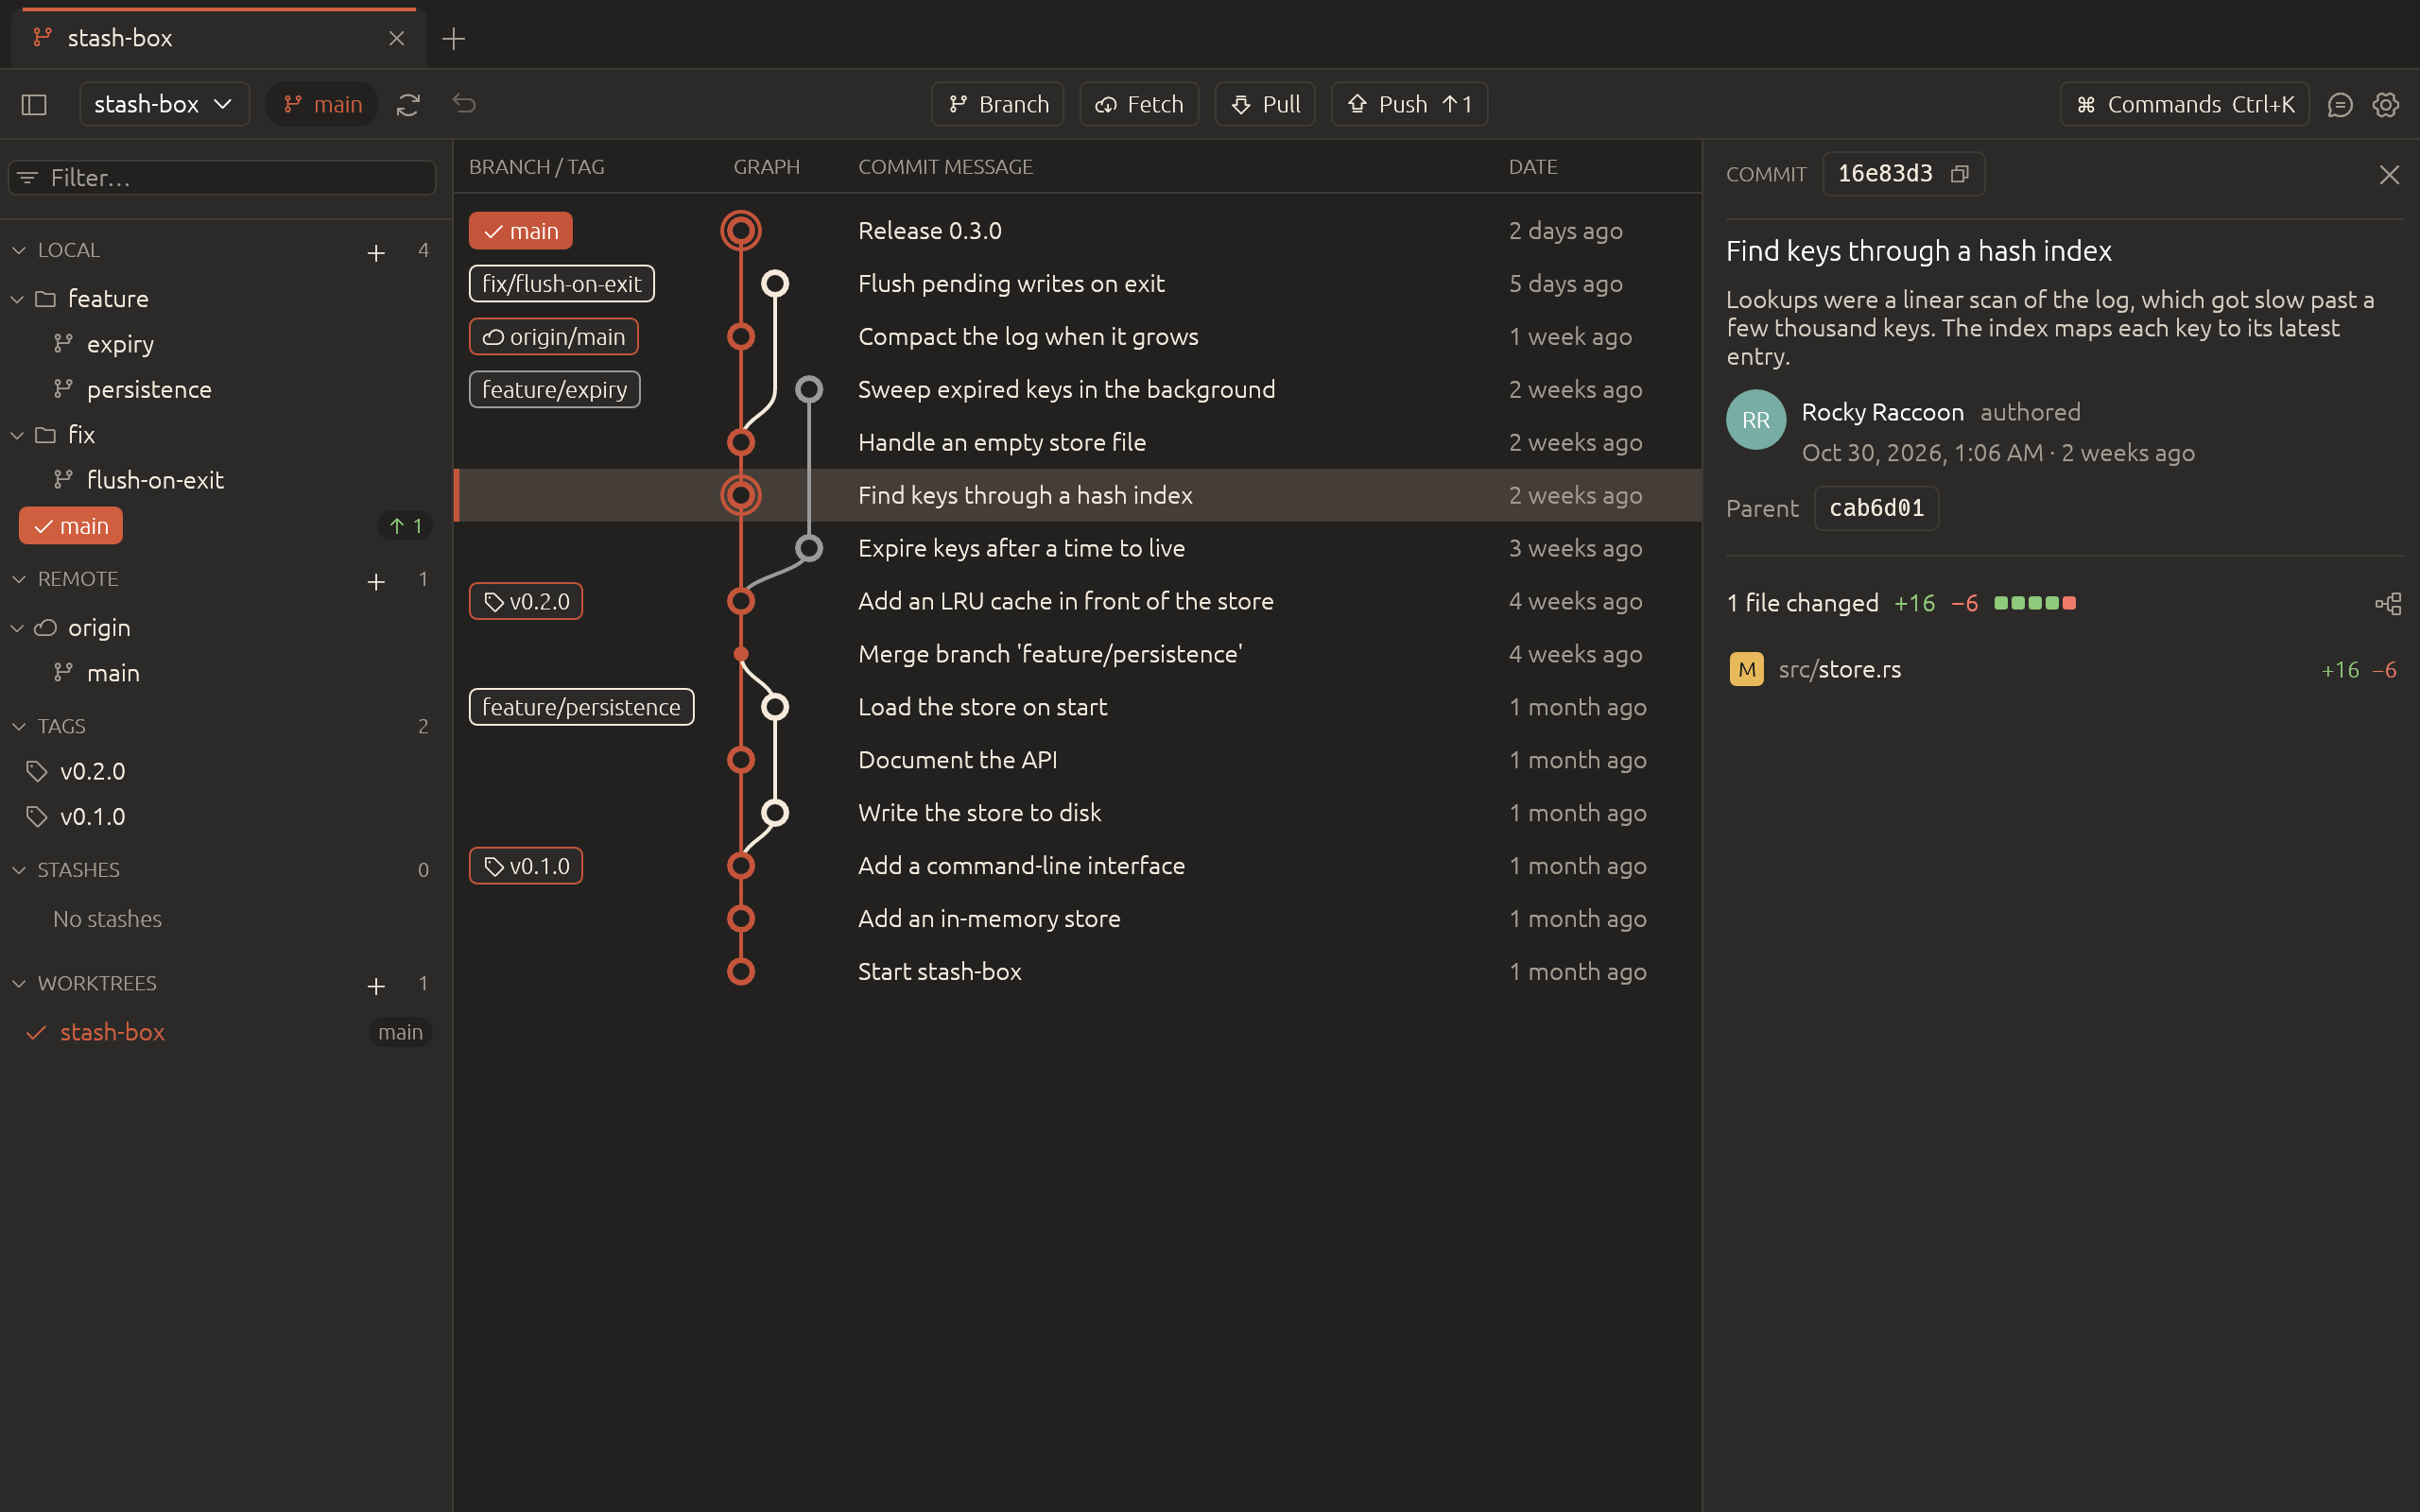 stash-box
stash-box
main
Branch
Fetch
Pull
Push ↑1
Commands Ctrl+K
Filter…
LOCAL 4
feature
expiry
persistence
fix
flush-on-exit
main ↑ 1
REMOTE 1
origin
main
TAGS 2
v0.2.0
v0.1.0
STASHES 0
No stashes
WORKTREES 1
stash-box main
BRANCH / TAG GRAPH COMMIT MESSAGE DATE
main Release 0.3.0 2 days ago
fix/flush-on-exit Flush pending writes on exit 5 days ago
origin/main Compact the log when it grows 1 week ago
feature/expiry Sweep expired keys in the background 2 weeks ago
Handle an empty store file 2 weeks ago
Find keys through a hash index 2 weeks ago
Expire keys after a time to live 3 weeks ago
v0.2.0 Add an LRU cache in front of the store 4 weeks ago
Merge branch 'feature/persistence' 4 weeks ago
feature/persistence Load the store on start 1 month ago
Document the API 1 month ago
Write the store to disk 1 month ago
v0.1.0 Add a command-line interface 1 month ago
Add an in-memory store 1 month ago
Start stash-box 1 month ago
COMMIT 16e83d3
Find keys through a hash index
Lookups were a linear scan of the log, which got slow past a
few thousand keys. The index maps each key to its latest
entry.
RR
Rocky Raccoon authored
Oct 30, 2026, 1:06 AM · 2 weeks ago
Parent cab6d01
1 file changed +16 −6
M src/store.rs +16 −6